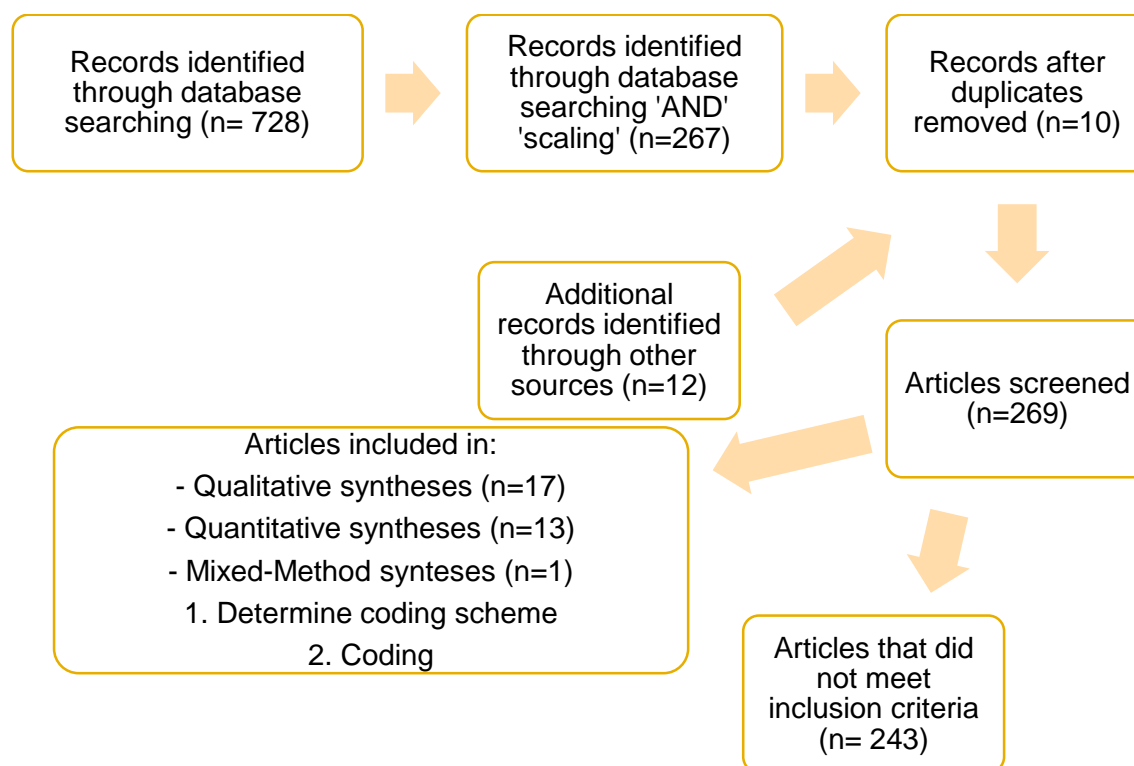 Records identified
through database
searching (n= 728)
Records identified
through database
searching 'AND'
'scaling' (n=267)
Records after
duplicates
removed (n=10)
Additional
records identified
through other
sources (n=12)
Articles screened
(n=269)
Articles included in:
- Qualitative syntheses (n=17)
- Quantitative syntheses (n=13)
- Mixed-Method synteses (n=1)
1. Determine coding scheme
2. Coding
Articles that did
not meet
inclusion criteria
(n= 243)